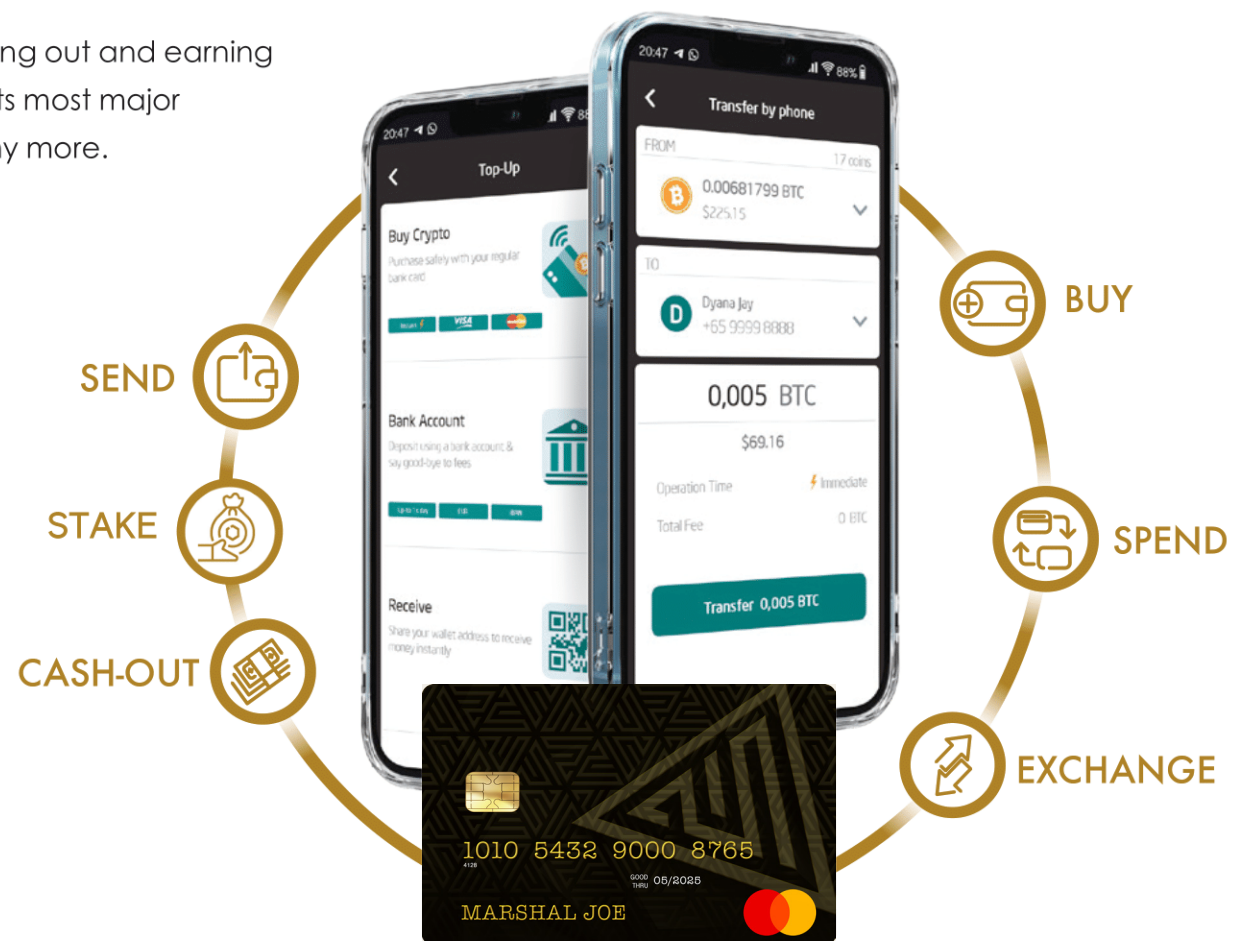 ng out and earning
ts most major
ny more.
20:47
88
Top-Up
Buy Crypto
Purchase safely with your regular
bank card
Instant
VISA
Bank Account
Deposit using a bank account &
say good-bye to fees
EUR
Receive
Share your wallet address to receive
money instantly
20:47
88%
Transfer by phone
FROM
17 coins
0.00681799 BTC
$225.15
TO
D
Dyana Jay
+65 9999 8888
0,005 BTC
$69.16
Operation Time
Immediate
Total Fee
0 BTC
Transfer 0,005 BTC
SEND
STAKE
CASH-OUT
BUY
SPEND
EXCHANGE
1010 5432 9000 8765
4128
GOOD
THRU 05/2025
MARSHAL JOE